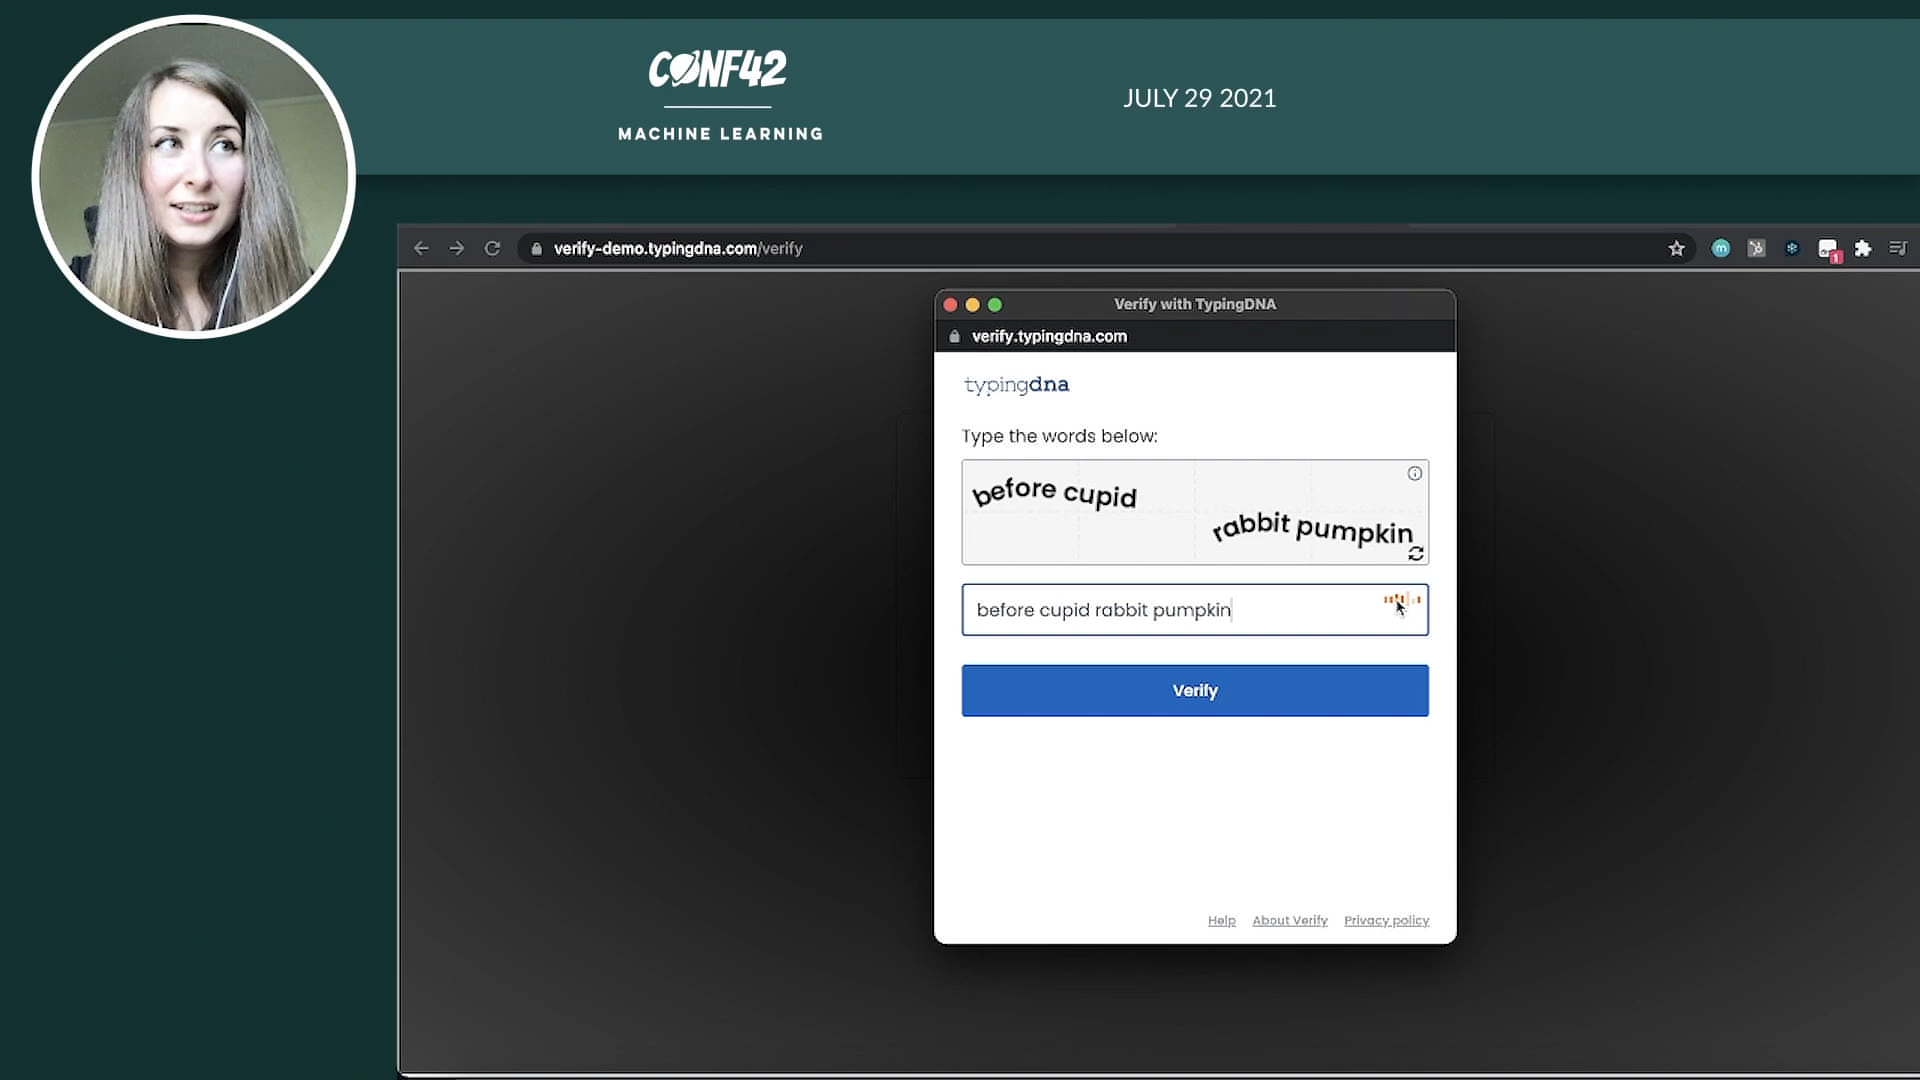 CONF42
MACHINE LEARNING
JULY 29 2021
verify-demo.typingdna.com/verify
1
Verify with TypingDNA
verify.typingdna.com
typingdna
Type the words below:
before cupid
rabbit pumpkin
before cupid rabbit pumpkin
Verify
Help About Verify Privacy policy